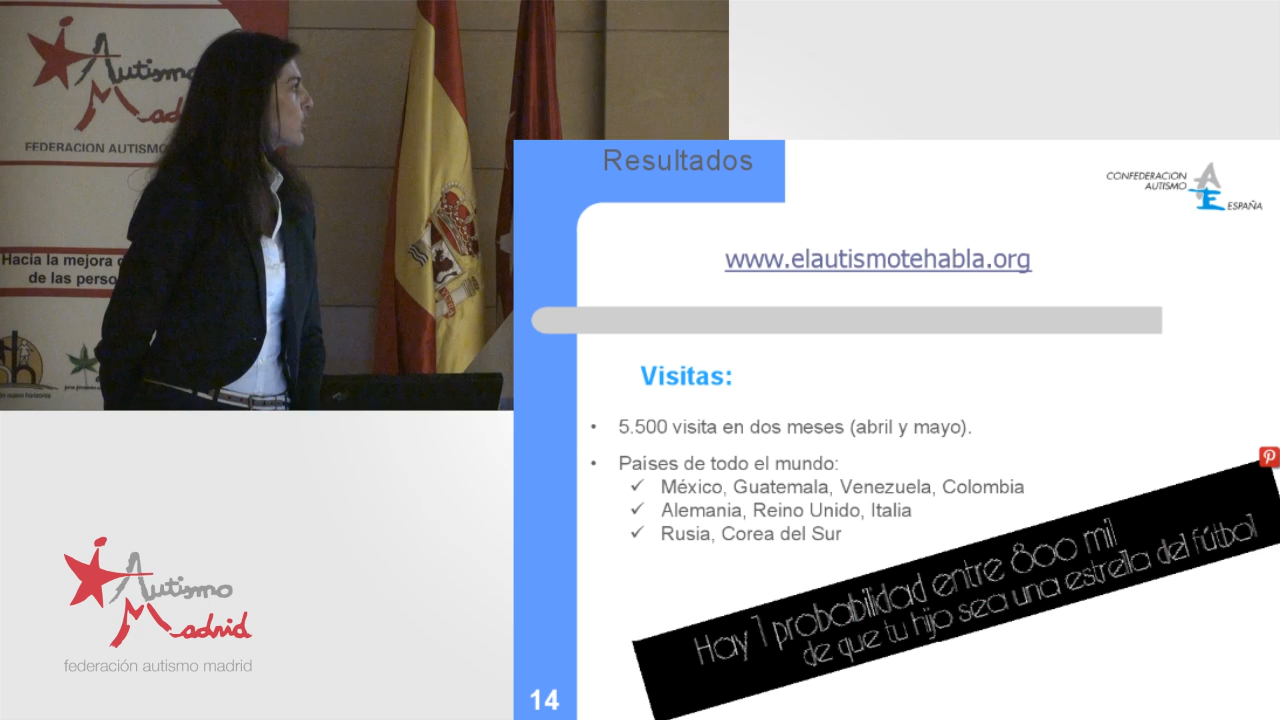 Autismo
Madrid
FEDERACION AUTISMO
Hacia la mejora
de las perso
Resultados
CONFEDERACION
AUTISMO
AE
ESPAÑA
www.elautismotehabla.org
Visitas:
• 5.500 visita en dos meses (abril y mayo).
• Países de todo el mundo:
✓ México, Guatemala, Venezuela, Colombia
✓ Alemania, Reino Unido, Italia
✓ Rusia, Corea del Sur
Hay 1 probabilidad entre 800 mil
de que tu hijo sea una estrella del fútbol
14
Autismo
Madrid
federación autismo madrid